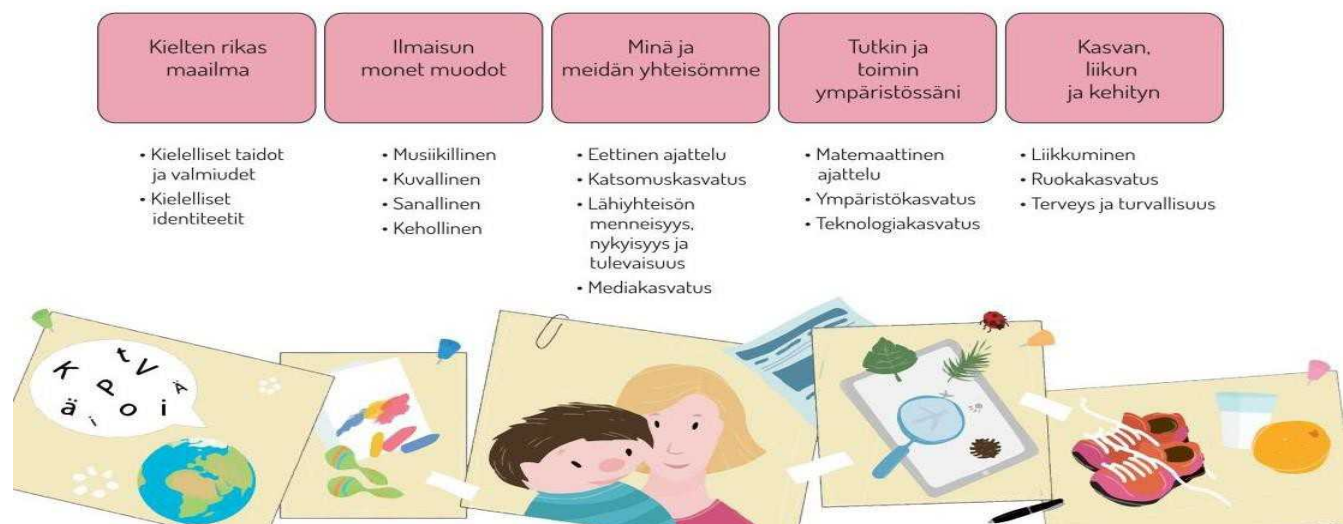 Kielten rikas
maailma
Ilmaisun
monet muodot
Minä ja
meidän yhteisömme
Tutkin ja
toimin
ympäristössäni
Kasvan,
liikun
ja kehityn
• Kielelliset taidot
ja valmiudet
• Kielelliset
identiteetit
• Musiikillinen
• Kuvallinen
• Sanallinen
• Kehollinen
• Eettinen ajattelu
• Katsomuskasvatus
• Lähiyhteisön
menneisyys,
nykyisyys ja
tulevaisuus
• Mediakasvatus
• Matemaattinen
ajattelu
• Ympäristökasvatus
• Teknologiakasvatus
• Liikkuminen
• Ruokakasvatus
• Terveys ja turvallisuus
K t V
P Ä
ä i o i